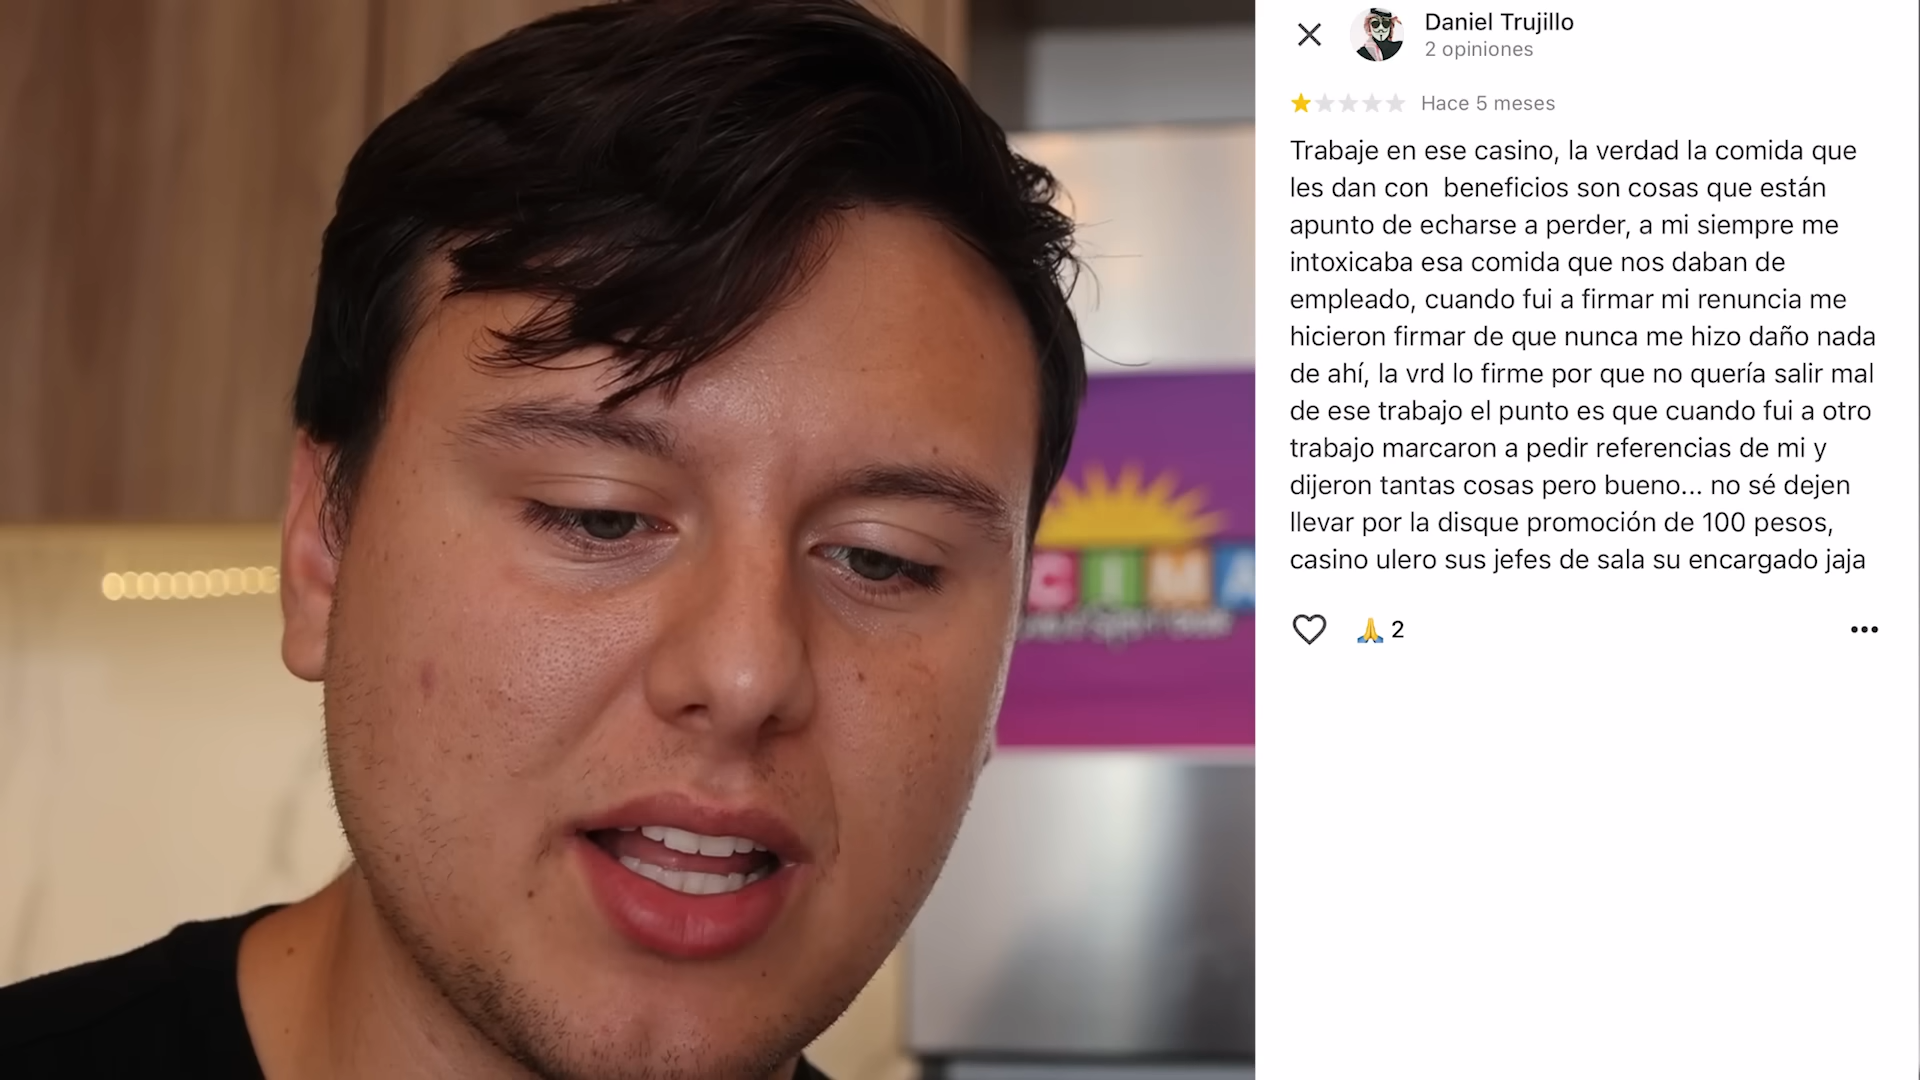 Daniel Trujillo
2 opiniones
Hace 5 meses
Trabaje en ese casino, la verdad la comida que
les dan con  beneficios son cosas que están
apunto de echarse a perder, a mi siempre me
intoxicaba esa comida que nos daban de
empleado, cuando fui a firmar mi renuncia me
hicieron firmar de que nunca me hizo daño nada
de ahí, la vrd lo firme por que no quería salir mal
de ese trabajo el punto es que cuando fui a otro
trabajo marcaron a pedir referencias de mi y
dijeron tantas cosas pero bueno... no sé dejen
llevar por la disque promoción de 100 pesos,
casino ulero sus jefes de sala su encargado jaja
🙏 2
CIMA